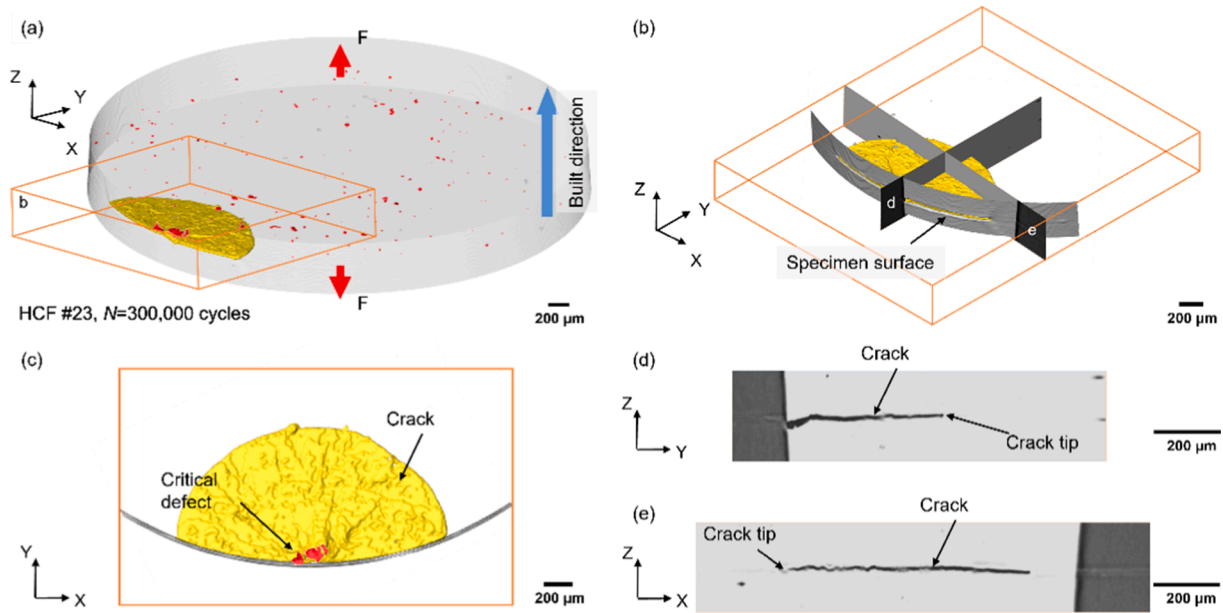 (a)
F
Z
Y
X
b
Built direction
F
HCF #23, N=300,000 cycles
200 µm
(b)
Z
Y
X
d
e
Specimen surface
200 µm
(c)
Crack
Critical
defect
Y
X
200 µm
(d)
Crack
Z
Y
Crack tip
200 µm
(e)
Crack
Crack tip
Z
X
200 µm